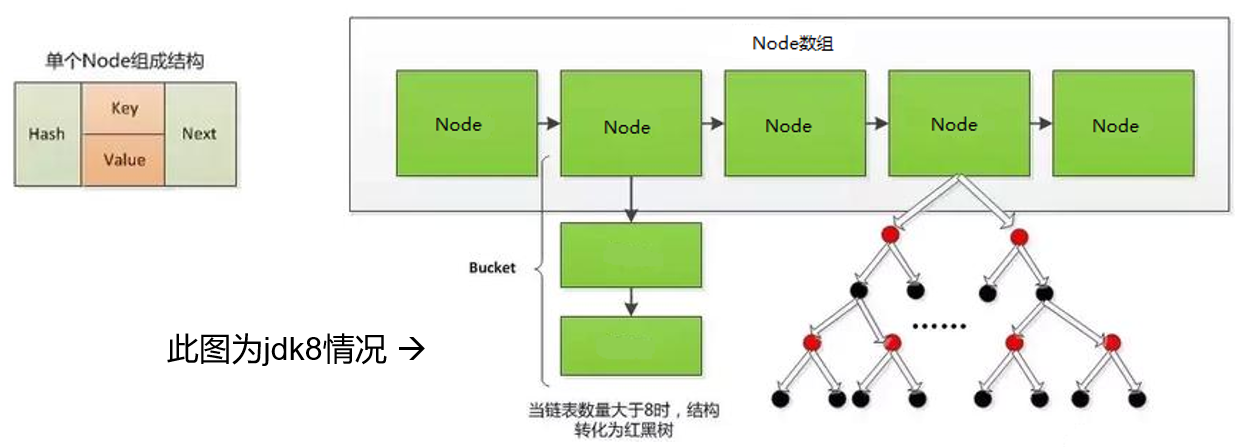 单个Node组成结构
Hash
Key
Value
Next
Node数组
Node
Node
Node
Node
Node
Bucket
此图为jdk8情况 →
······
当链表数量大于8时，结构
转化为红黑树